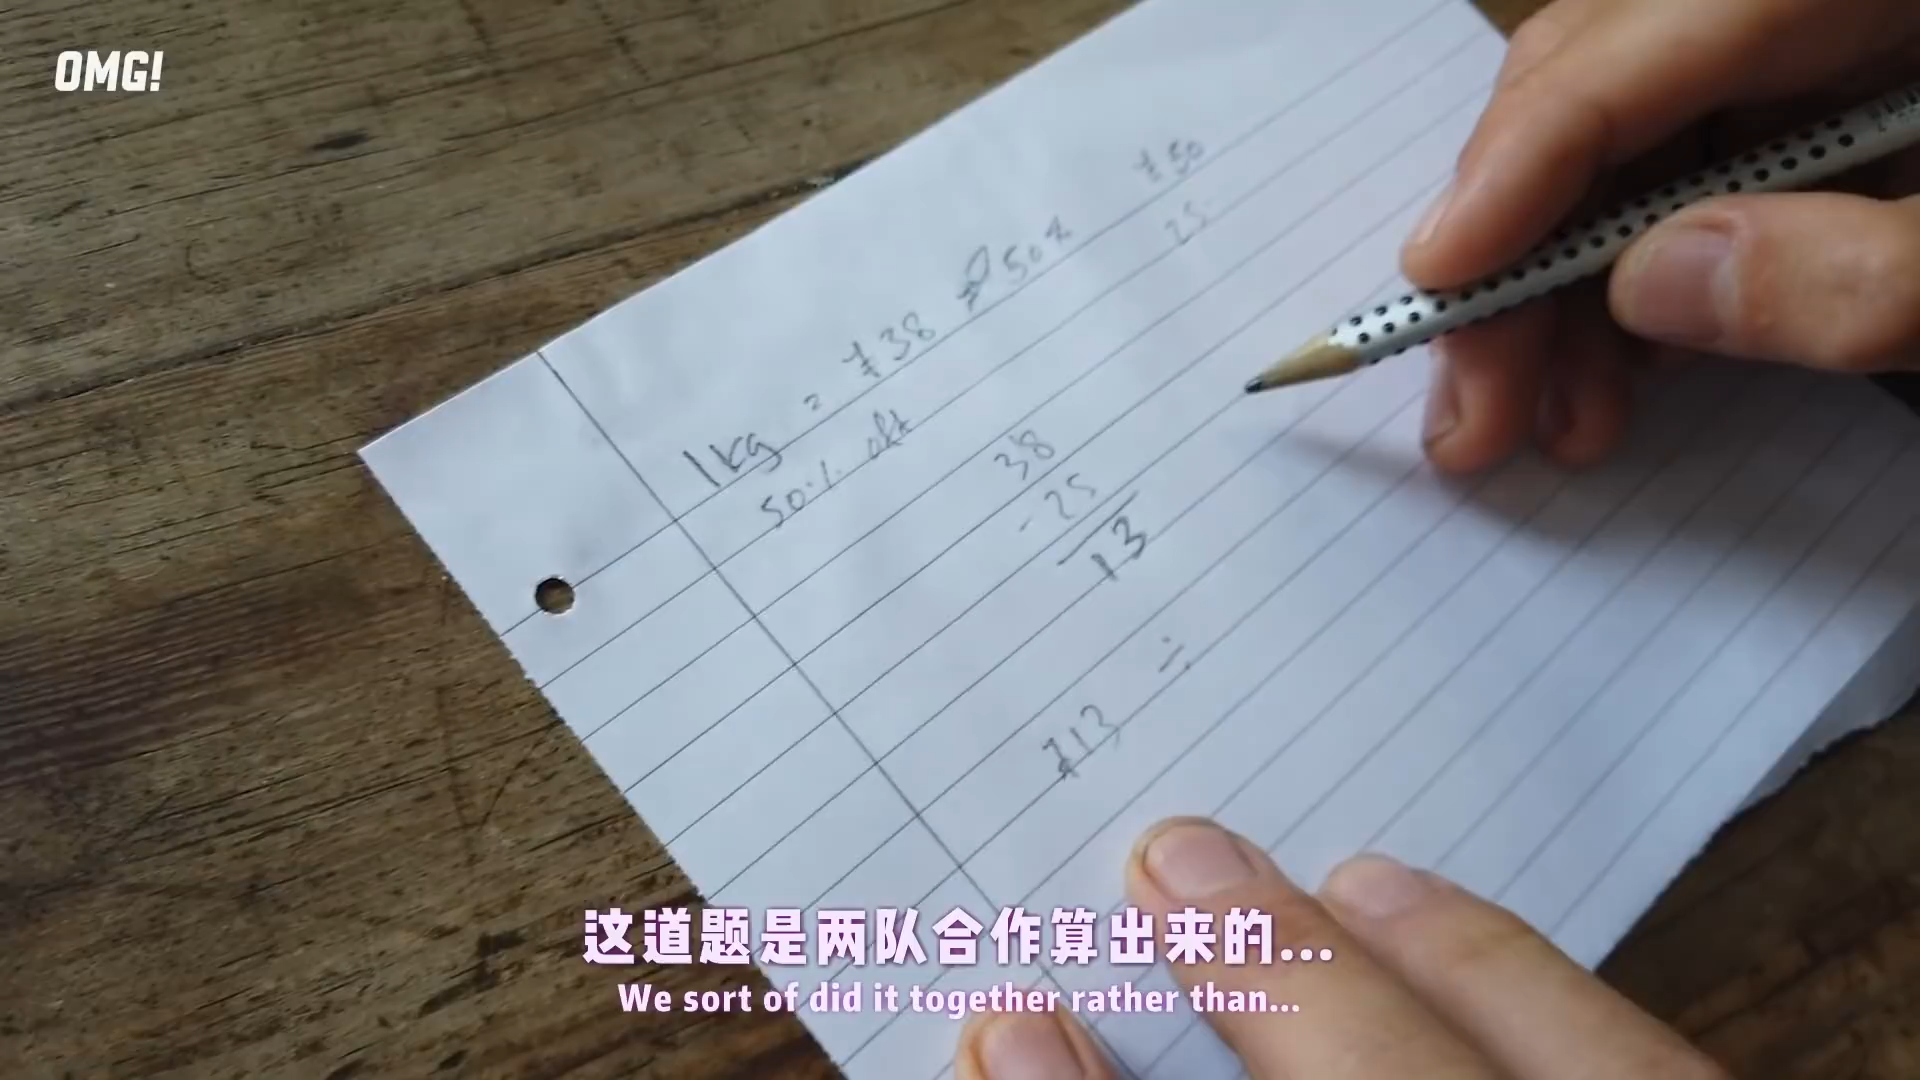 OMG!
1kg = £38 50%
£50
25
50% off
38
- 25
13
£13 ÷
这道题是两队合作算出来的...
We sort of did it together rather than...